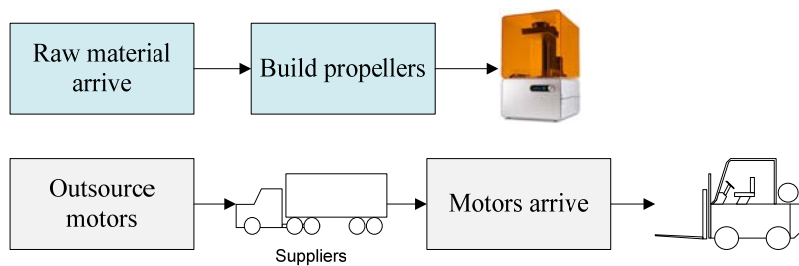 Raw material
arrive
Build propellers
Outsource
motors
Suppliers
Motors arrive